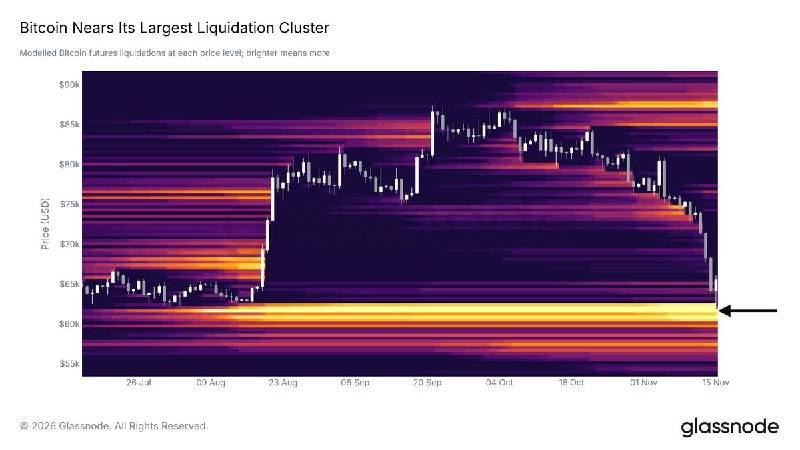 Bitcoin Nears Its Largest Liquidation Cluster
Modelled Bitcoin futures liquidations at each price level; brighter means more
$90k
$85k
$80k
$75k
$70k
$65k
$60k
$55k
Price (USD)
26 Jul 09 Aug 23 Aug 06 Sep 20 Sep 04 Oct 18 Oct 01 Nov 15 Nov
© 2026 Glassnode. All Rights Reserved.
glassnode